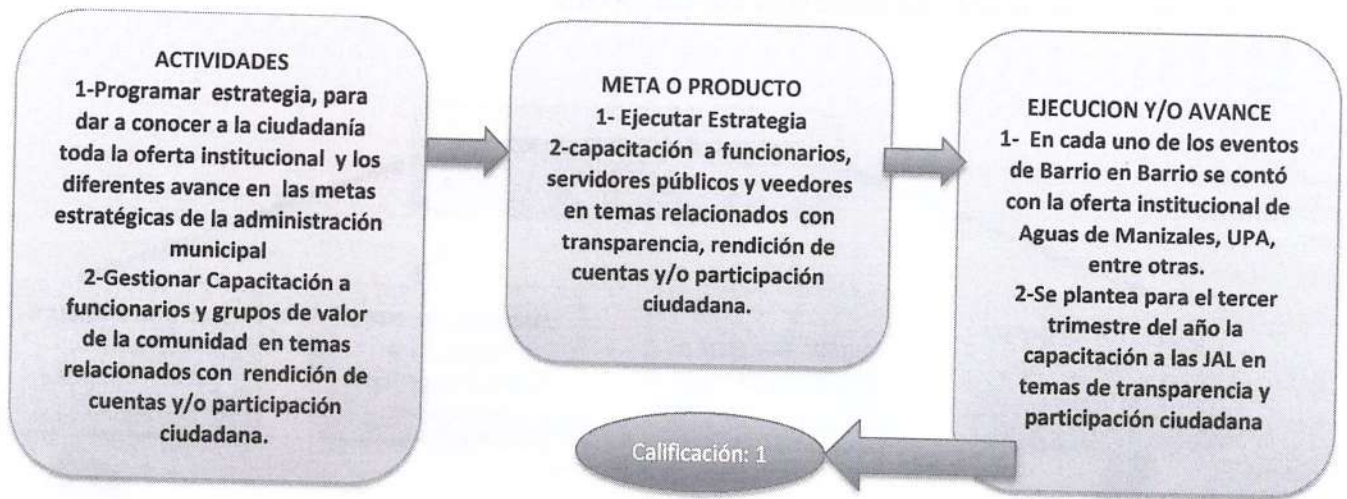 ACTIVIDADES
1-Programar estrategia, para
dar a conocer a la ciudadanía
toda la oferta institucional y los
diferentes avance en las metas
estratégicas de la administración
municipal
2-Gestionar Capacitación a
funcionarios y grupos de valor
de la comunidad en temas
relacionados con rendición de
cuentas y/o participación
ciudadana.
META O PRODUCTO
1- Ejecutar Estrategia
2-capacitación a funcionarios,
servidores públicos y veedores
en temas relacionados con
transparencia, rendición de
cuentas y/o participación
ciudadana.
EJECUCION Y/O AVANCE
1- En cada uno de los eventos
de Barrio en Barrio se contó
con la oferta institucional de
Aguas de Manizales, UPA,
entre otras.
2-Se plantea para el tercer
trimestre del año la
capacitación a las JAL en
temas de transparencia y
participación ciudadana
Calificación: 1